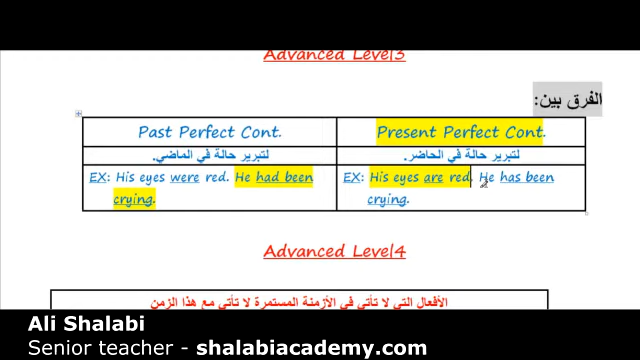 Advanced Level3
الفرق بين:
Past Perfect Cont.
Present Perfect Cont.
لتبرير حالة في الماضي.
لتبرير حالة في الحاضر.
EX: His eyes were red. He had been
crying.
EX: His eyes are red. He has been
crying.
Advanced Level4
الأفعال التي لا تأتي في الأزمنة المستمرة لا تأتي مع هذا الزمن
Ali Shalabi
Senior teacher - shalabiacademy.com